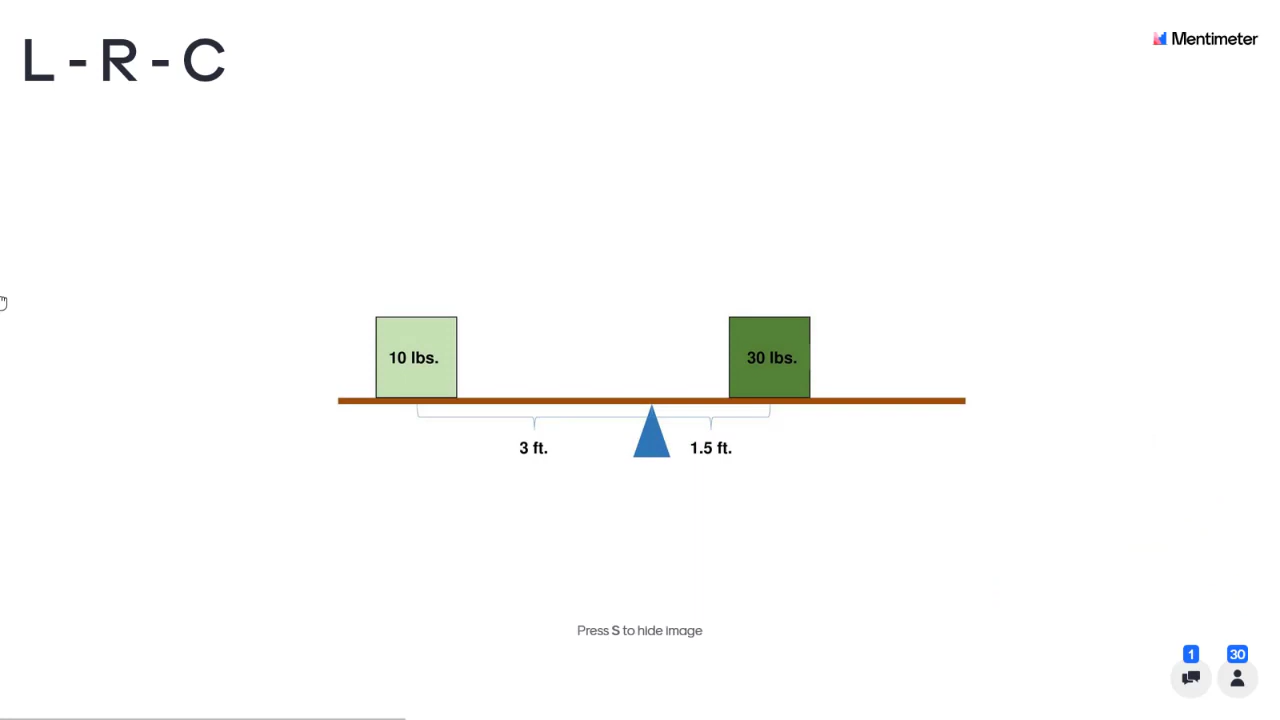 L - R - C
Mentimeter
10 lbs.
30 lbs.
3 ft.
1.5 ft.
Press S to hide image
1
30